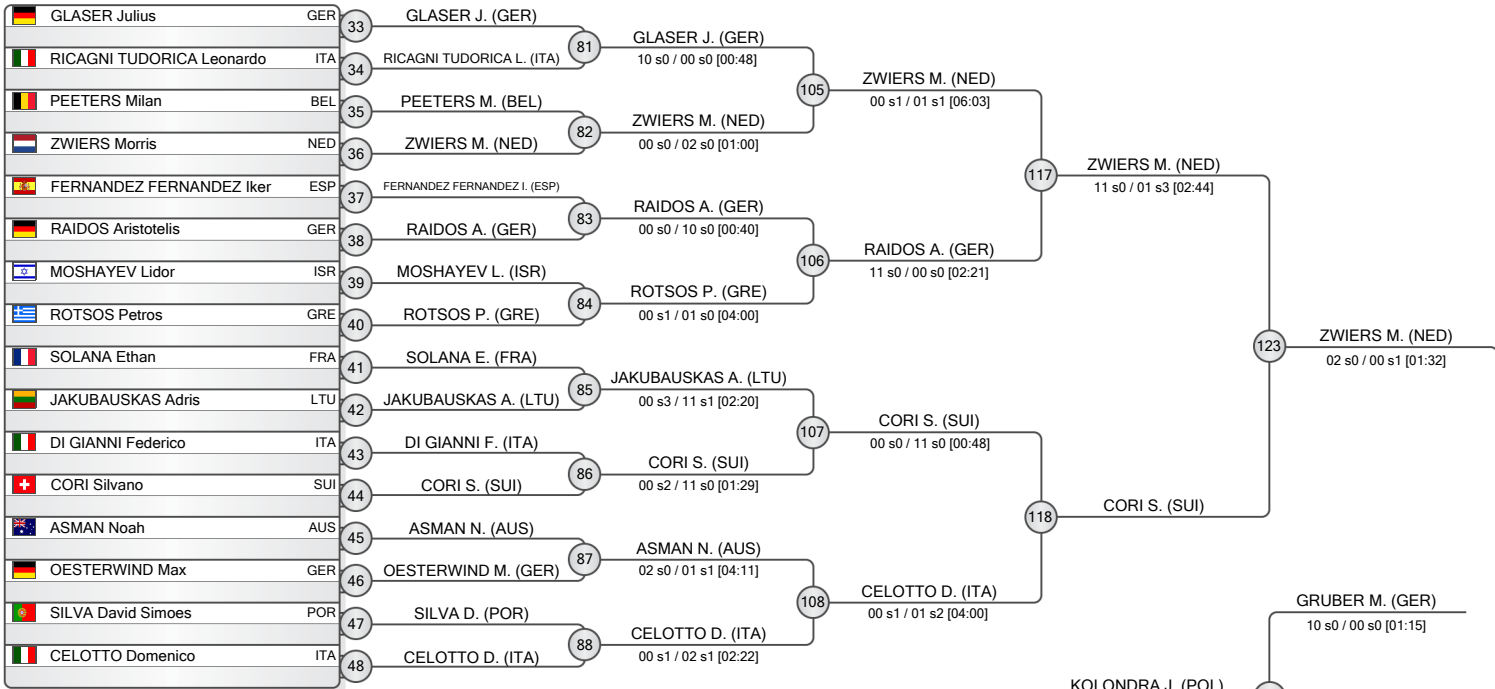 GLASER Julius GER
RICAGNI TUDORICA Leonardo ITA
PEETERS Milan BEL
ZWIERS Morris NED
FERNANDEZ FERNANDEZ Iker ESP
RAIDOS Aristotelis GER
MOSHAYEV Lidor ISR
ROTSOS Petros GRE
SOLANA Ethan FRA
JAKUBAUSKAS Adris LTU
DI GIANNI Federico ITA
CORI Silvano SUI
ASMAN Noah AUS
OESTERWIND Max GER
SILVA David Simoes POR
CELOTTO Domenico ITA
33 GLASER J. (GER)
34 RICAGNI TUDORICA L. (ITA)
35 PEETERS M. (BEL)
36 ZWIERS M. (NED)
37 FERNANDEZ FERNANDEZ I. (ESP)
38 RAIDOS A. (GER)
39 MOSHAYEV L. (ISR)
40 ROTSOS P. (GRE)
41 SOLANA E. (FRA)
42 JAKUBAUSKAS A. (LTU)
43 DI GIANNI F. (ITA)
44 CORI S. (SUI)
45 ASMAN N. (AUS)
46 OESTERWIND M. (GER)
47 SILVA D. (POR)
48 CELOTTO D. (ITA)
81 GLASER J. (GER)
10 s0 / 00 s0 [00:48]
82 ZWIERS M. (NED)
00 s0 / 02 s0 [01:00]
83 RAIDOS A. (GER)
00 s0 / 10 s0 [00:40]
84 ROTSOS P. (GRE)
00 s1 / 01 s0 [04:00]
85 JAKUBAUSKAS A. (LTU)
00 s3 / 11 s1 [02:20]
86 CORI S. (SUI)
00 s2 / 11 s0 [01:29]
87 ASMAN N. (AUS)
02 s0 / 01 s1 [04:11]
88 CELOTTO D. (ITA)
00 s1 / 02 s1 [02:22]
105 ZWIERS M. (NED)
00 s1 / 01 s1 [06:03]
106 RAIDOS A. (GER)
11 s0 / 00 s0 [02:21]
107 CORI S. (SUI)
00 s0 / 11 s0 [00:48]
108 CELOTTO D. (ITA)
00 s1 / 01 s2 [04:00]
117 ZWIERS M. (NED)
11 s0 / 01 s3 [02:44]
118 CORI S. (SUI)
123 ZWIERS M. (NED)
02 s0 / 00 s1 [01:32]
GRUBER M. (GER)
10 s0 / 00 s0 [01:15]
KOLONDRA J. (POL)